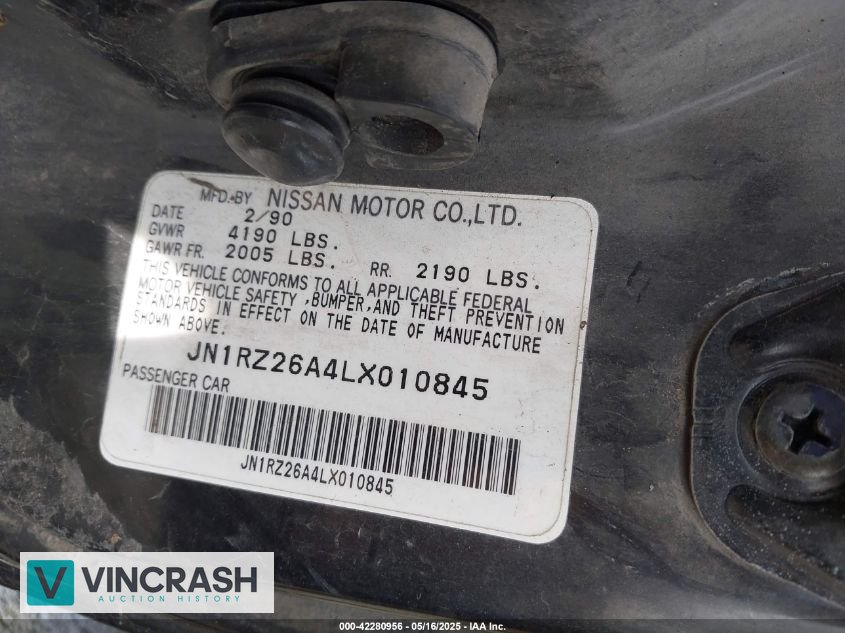 MFD. BY NISSAN MOTOR CO.,LTD.
DATE 2/90
GVWR 4190 LBS.
GAWR FR. 2005 LBS. RR. 2190 LBS.
THIS VEHICLE CONFORMS TO ALL APPLICABLE FEDERAL
MOTOR VEHICLE SAFETY ,BUMPER,AND THEFT PREVENTION
STANDARDS IN EFFECT ON THE DATE OF MANUFACTURE
SHOWN ABOVE.
JN1RZ26A4LX010845
PASSENGER CAR
JN1RZ26A4LX010845
V VINCRASH
AUCTION HISTORY
000-42280956 - 05/16/2025 - IAA Inc.